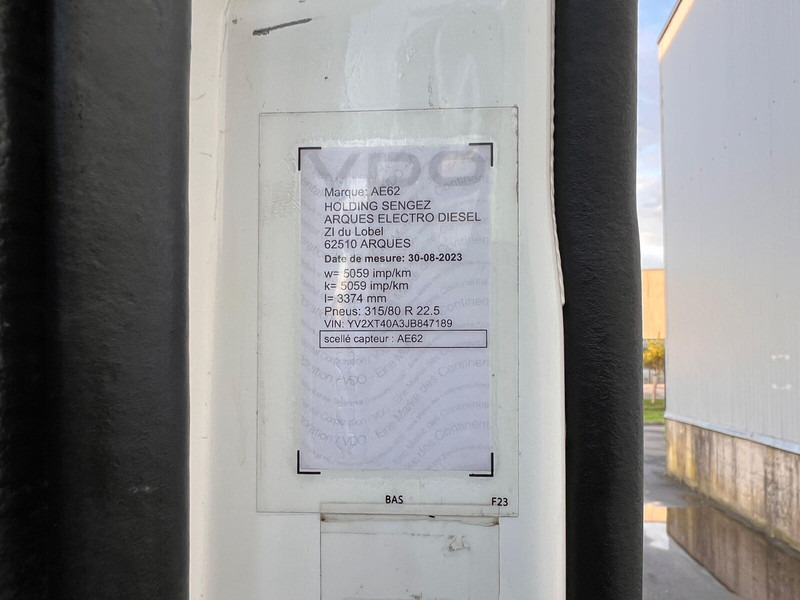 VDO
Marque: AE62
HOLDING SENGEZ
ARQUES ELECTRO DIESEL
ZI du Lobel
62510 ARQUES
Date de mesure: 30-08-2023
w= 5059 imp/km
k= 5059 imp/km
l= 3374 mm
Pneus: 315/80 R 22.5
VIN: YV2XT40A3JB847189
scellé capteur : AE62
BAS
F23